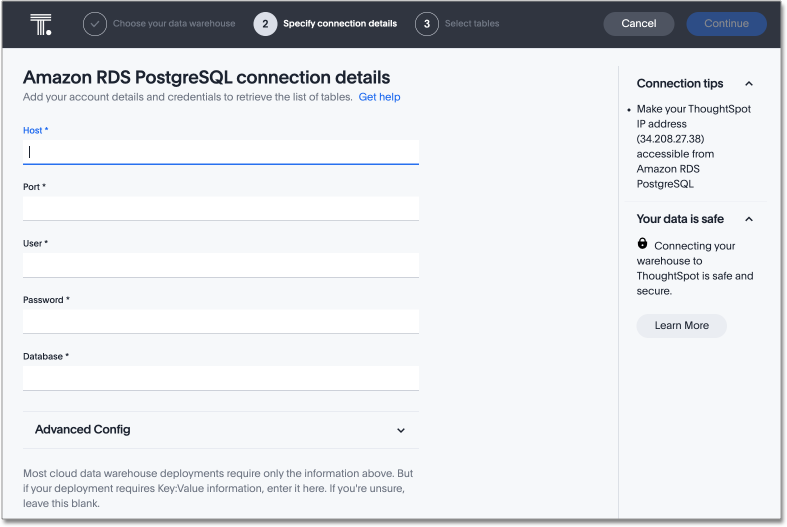 Choose your data warehouse
2 Specify connection details
3 Select tables
Cancel
Continue
Amazon RDS PostgreSQL connection details
Add your account details and credentials to retrieve the list of tables. Get help
Host *
Port *
User *
Password *
Database *
Advanced Config
Most cloud data warehouse deployments require only the information above. But
if your deployment requires Key:Value information, enter it here. If you're unsure,
leave this blank.
Connection tips
• Make your ThoughtSpot
IP address
(34.208.27.38)
accessible from
Amazon RDS
PostgreSQL
Your data is safe
Connecting your
warehouse to
ThoughtSpot is safe and
secure.
Learn More